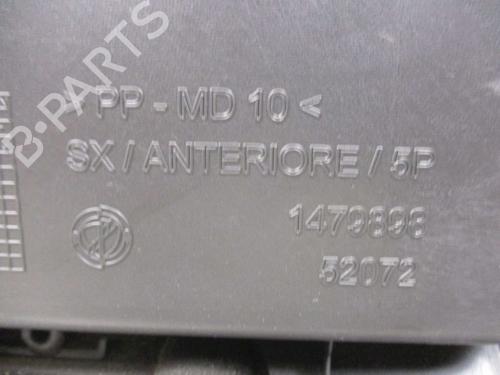 B-PARTS
> PP - MD 10 <
SX / ANTERIORE / 5P
1479898
52072